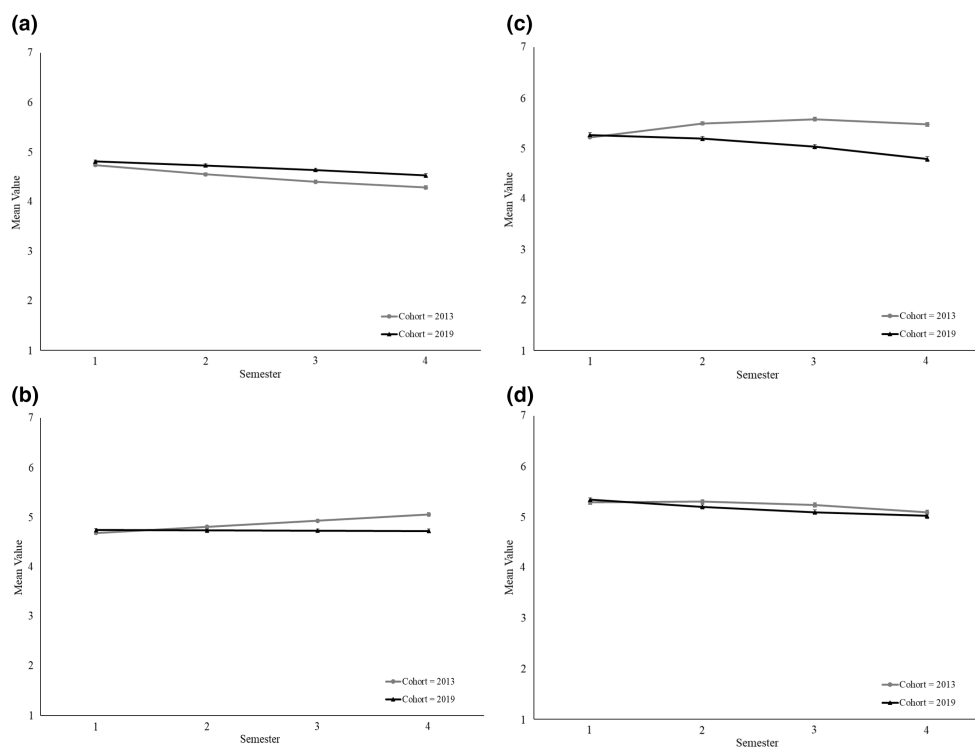 (a)
7
6
5
4
3
2
1
Mean Value
1 2 3 4
Semester
Cohort = 2013
Cohort = 2019
(b)
7
6
5
4
3
2
1
Mean Value
1 2 3 4
Semester
Cohort = 2013
Cohort = 2019
(c)
7
6
5
4
3
2
1
Mean Value
1 2 3 4
Semester
Cohort = 2013
Cohort = 2019
(d)
7
6
5
4
3
2
1
Mean Value
1 2 3 4
Semester
Cohort = 2013
Cohort = 2019